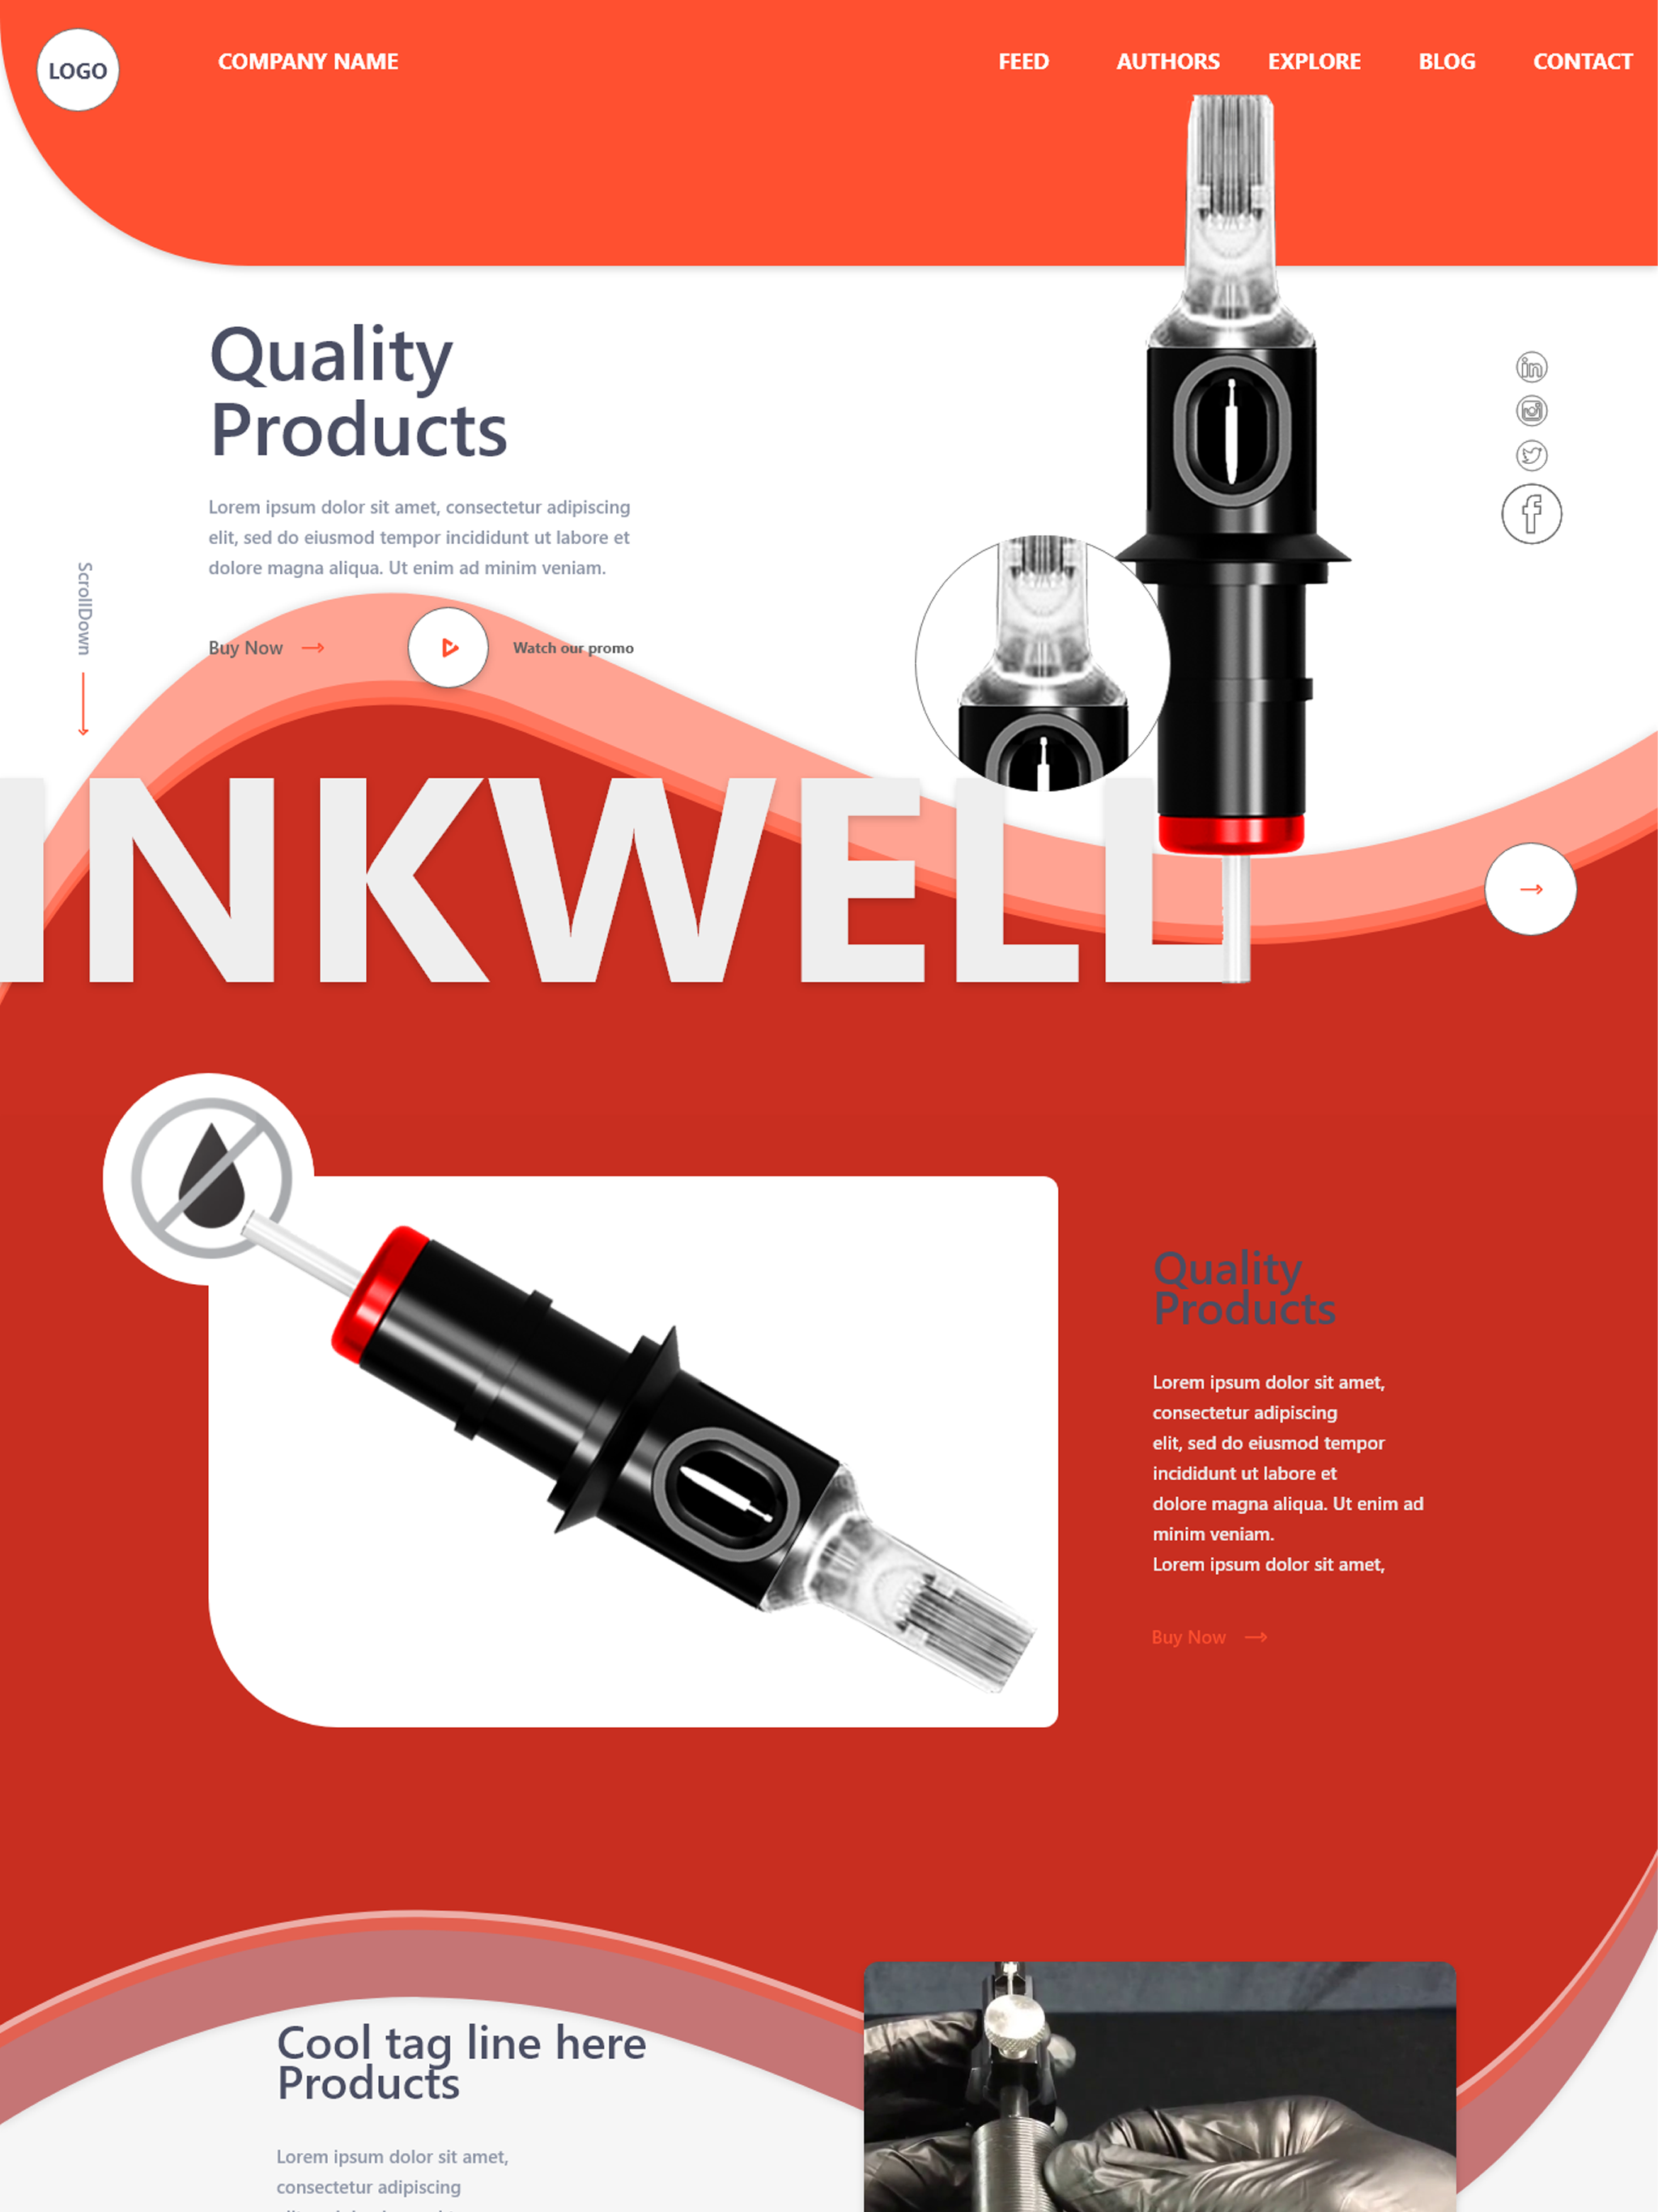 LOGO
COMPANY NAME
FEED
AUTHORS
EXPLORE
BLOG
CONTACT
Quality
Products
Lorem ipsum dolor sit amet, consectetur adipiscing
elit, sed do eiusmod tempor incididunt ut labore et
dolore magna aliqua. Ut enim ad minim veniam.
ScrollDown
Buy Now
Watch our promo
INKWELL
Quality
Products
Lorem ipsum dolor sit amet,
consectetur adipiscing
elit, sed do eiusmod tempor
incididunt ut labore et
dolore magna aliqua. Ut enim ad
minim veniam.
Lorem ipsum dolor sit amet,
Buy Now
Cool tag line here
Products
Lorem ipsum dolor sit amet,
consectetur adipiscing